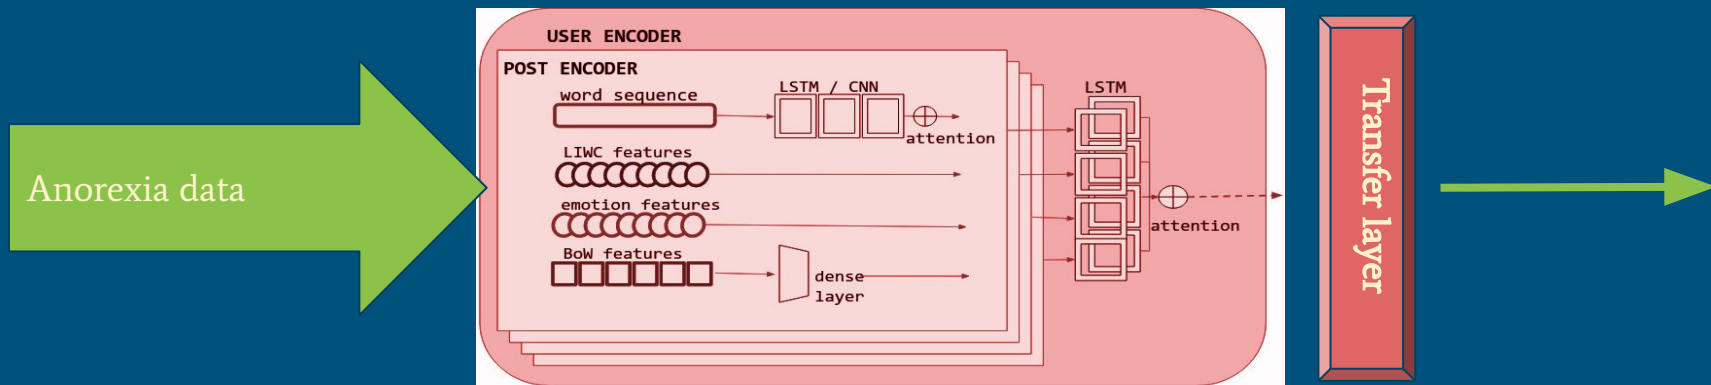 Anorexia data
USER ENCODER
POST ENCODER
word sequence
LSTM / CNN
attention
LIWC features
emotion features
BoW features
dense
layer
LSTM
attention
Transfer layer